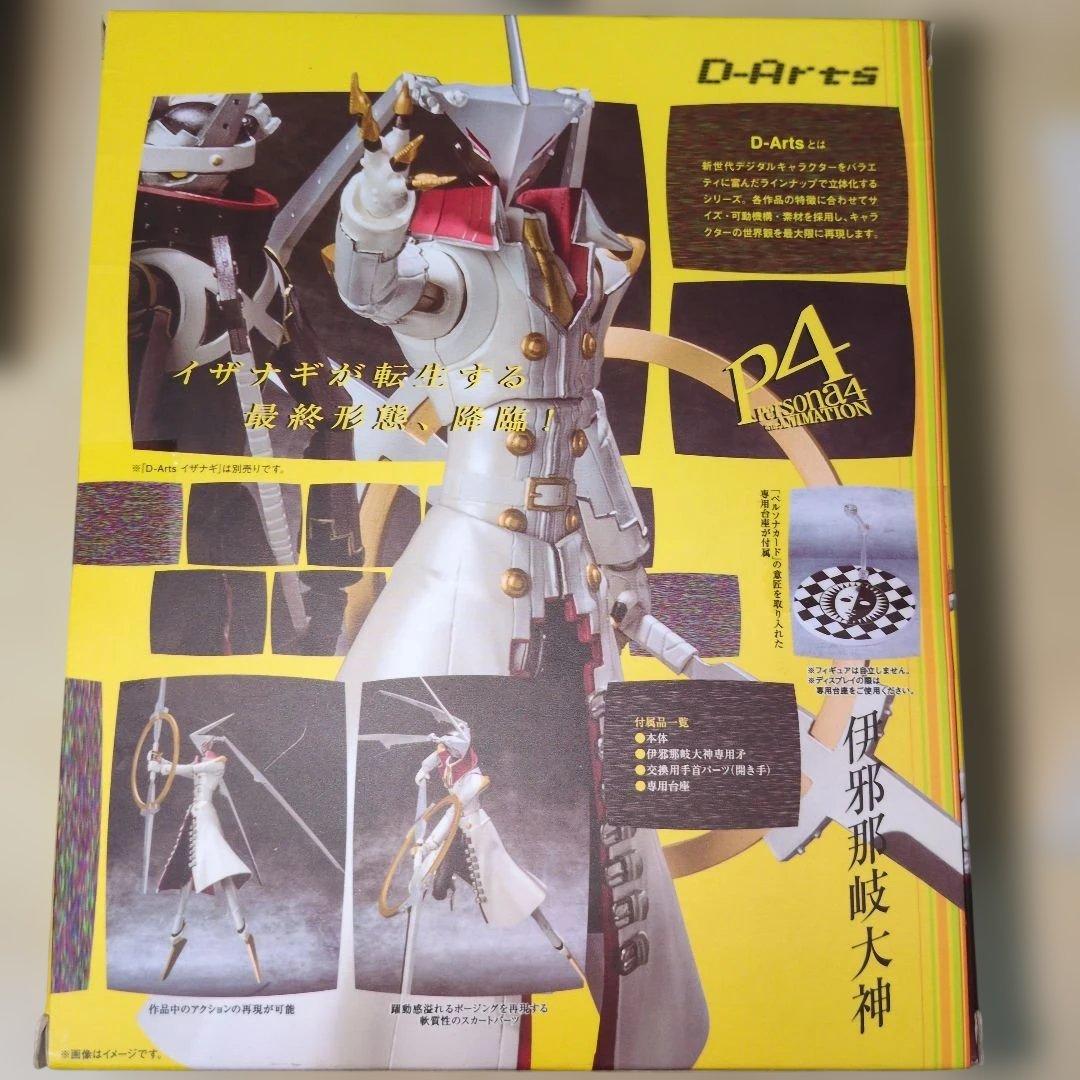 D-Arts
D-Artsとは
新世代デジタルキャラクターをバラエ
ティに富んだラインナップで立体化する
シリーズ。各作品の特徴に合わせてサ
イズ・可動機構・素材を採用し、キャラ
クターの世界観を最大限に再現します。
P4
Persona4
the ANIMATION
イザナギが転生する
最終形態、降臨！
※『D-Arts イザナギ』は別売りです。
「ペルソナカード」の意匠を取り入れた
専用台座が付属
※フィギュアは自立しません。
※ディスプレイの際は
専用台座をご使用ください。
付属品一覧
●本体
●伊邪那岐大神専用矛
●交換用手首パーツ(開き手)
●専用台座
伊邪那岐大神
作品中のアクションの再現が可能
躍動感溢れるポージングを再現する
軟質性のスカートパーツ
※画像はイメージです。